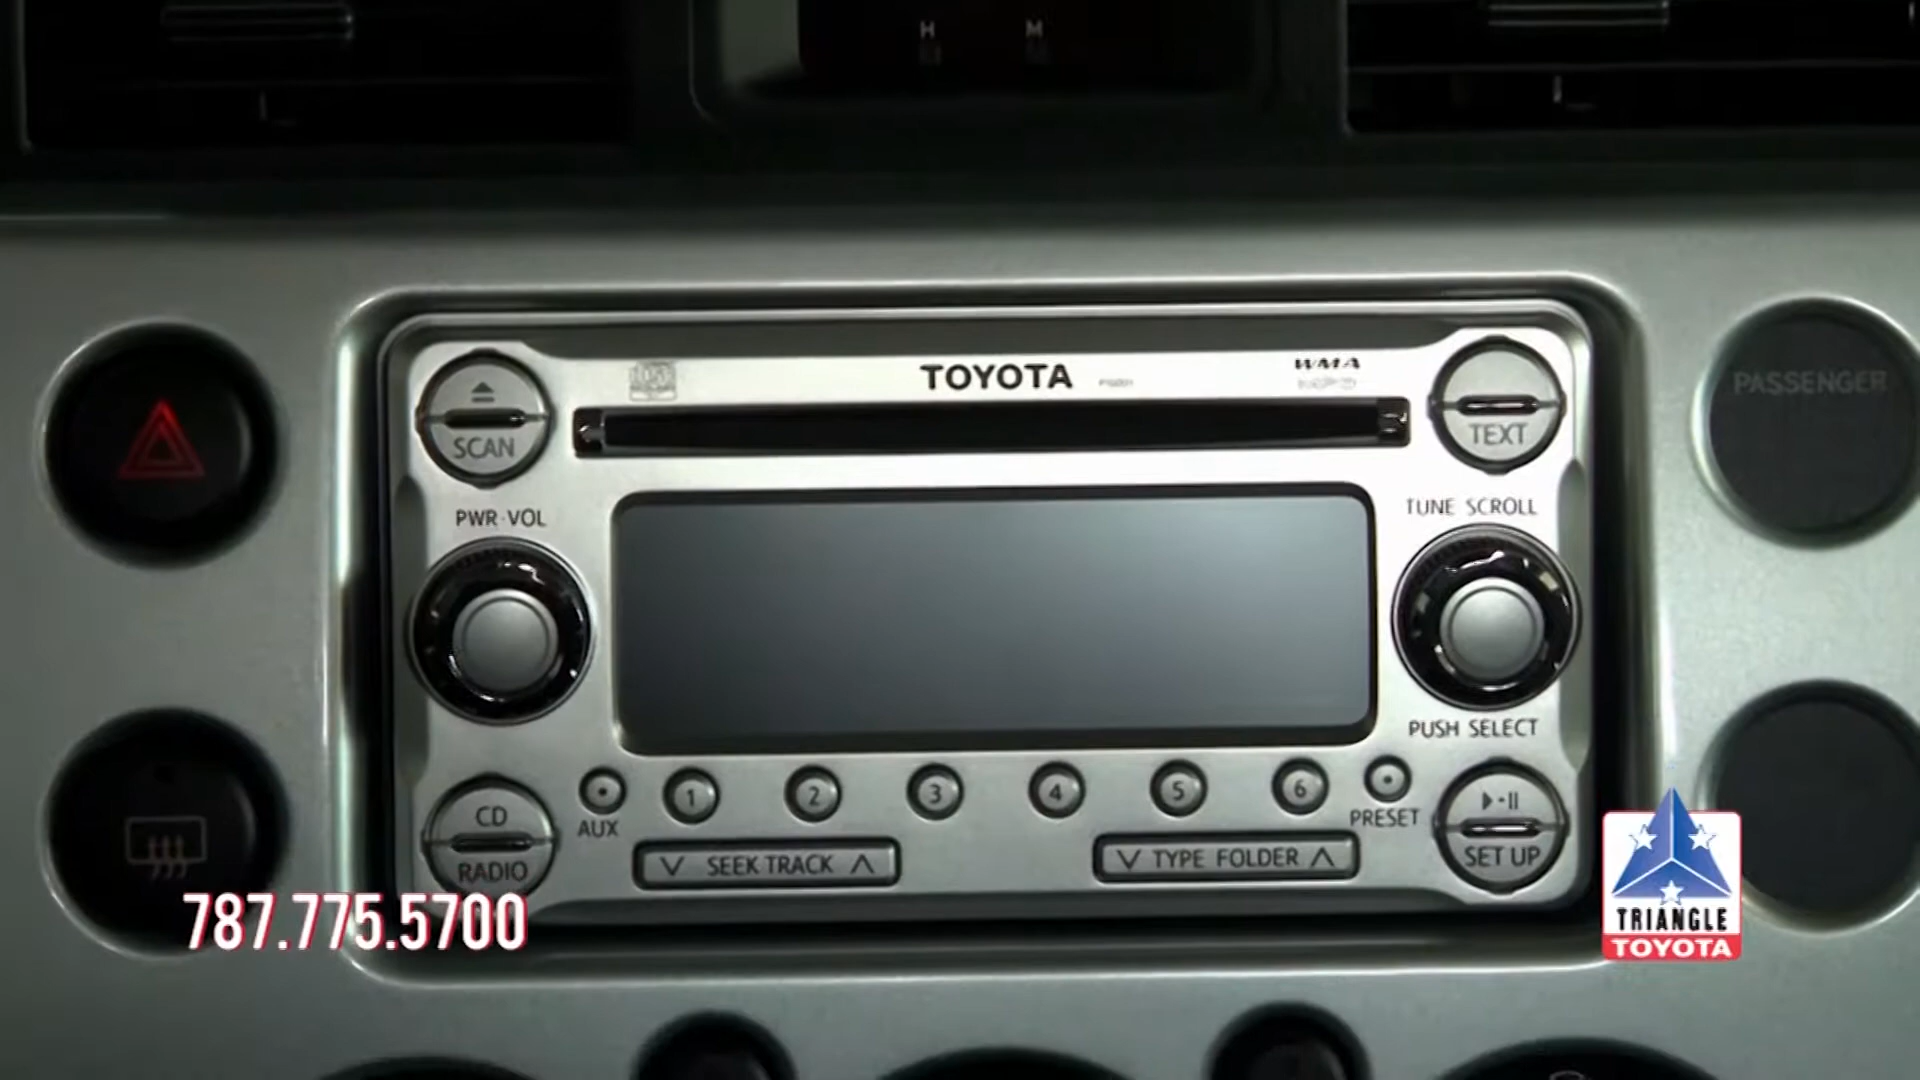 H M
TOYOTA
WMA
SCAN
TEXT
PASSENGER
PWR·VOL
TUNE SCROLL
PUSH SELECT
CD
RADIO
AUX
1 2 3 4 5 6
PRESET
SET UP
∨ SEEK TRACK ∧
∨ TYPE FOLDER ∧
787.775.5700
TRIANGLE
TOYOTA